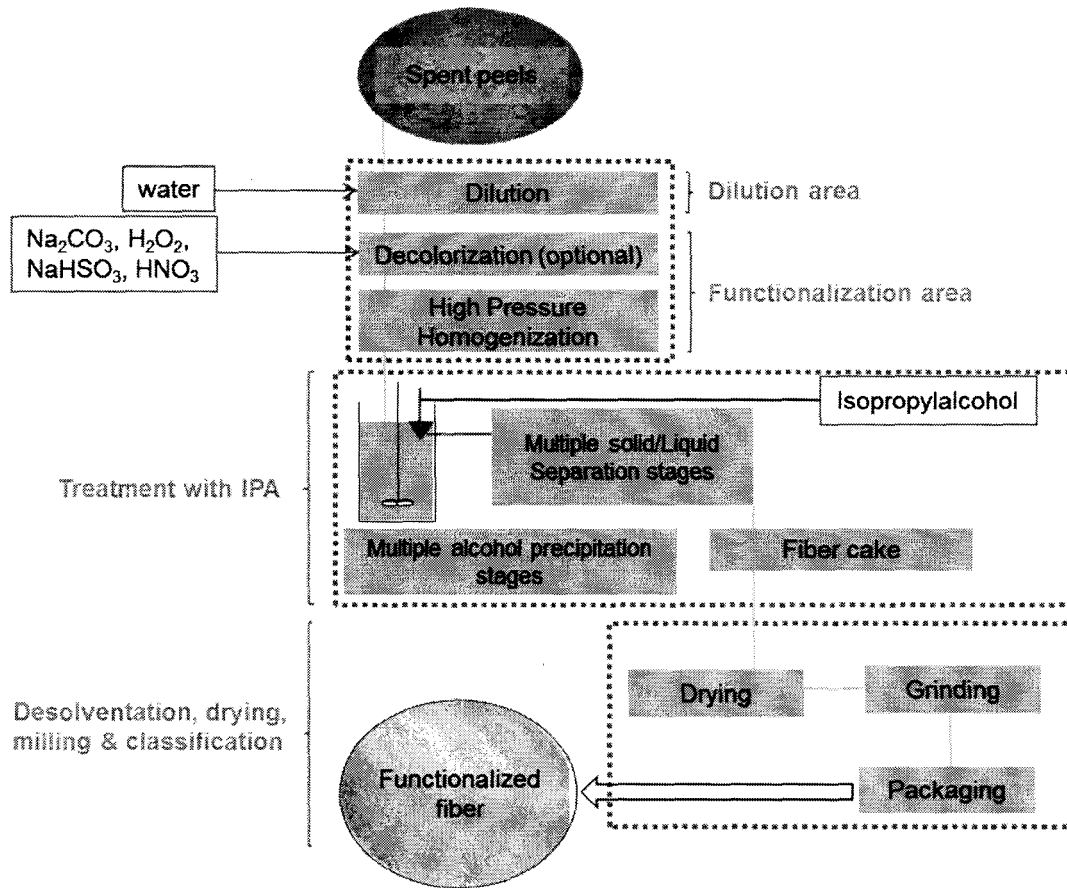 Spent peels
water
Dilution
Dilution area
Na₂CO₃, H₂O₂,
NaHSO₃, HNO₃
Decolorization (optional)
High Pressure
Homogenization
Functionalization area
Isopropylalcohol
Multiple solid/Liquid
Separation stages
Treatment with IPA
Multiple alcohol precipitation
stages
Fiber cake
Drying
Grinding
Desolventation, drying,
milling & classification
Functionalized
fiber
Packaging